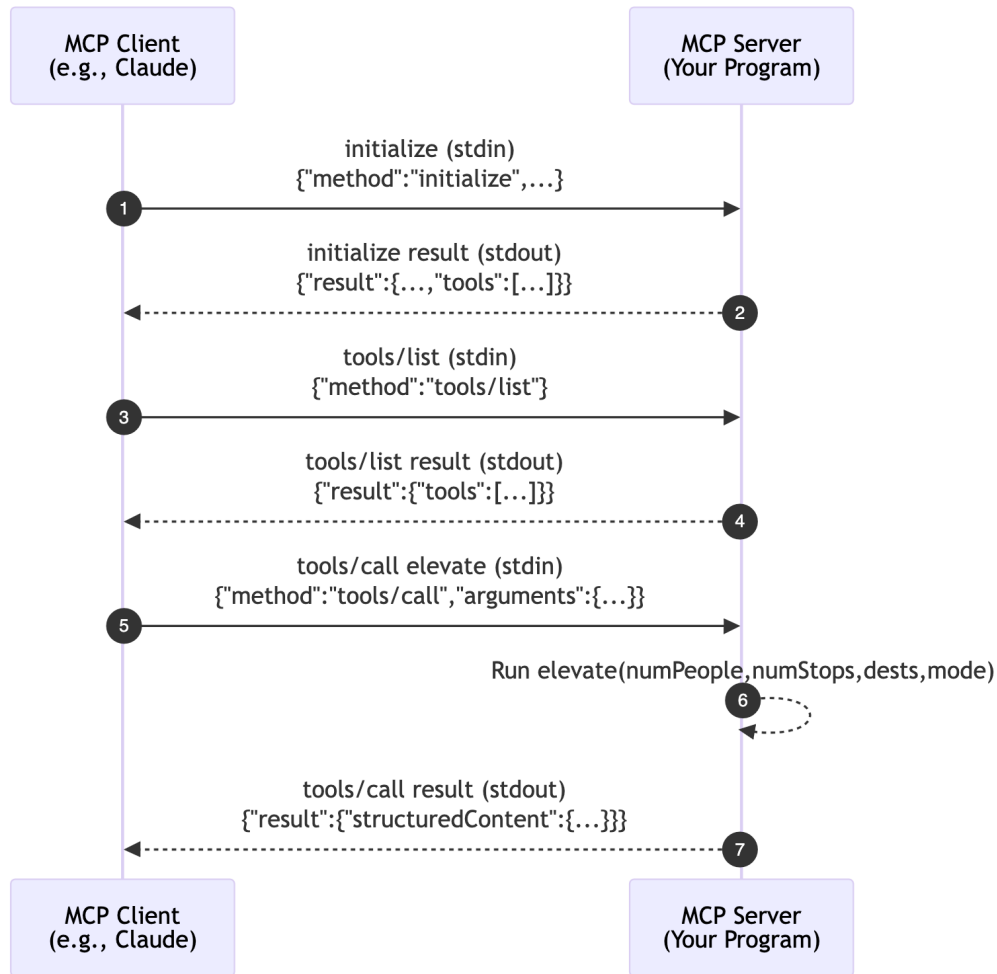 MCP Client
(e.g., Claude)
MCP Server
(Your Program)
initialize (stdin)
{"method":"initialize",...}
1
initialize result (stdout)
{"result":{...,"tools":[...]}}
2
tools/list (stdin)
{"method":"tools/list"}
3
tools/list result (stdout)
{"result":{"tools":[...]}}
4
tools/call elevate (stdin)
{"method":"tools/call","arguments":{...}}
5
Run elevate(numPeople,numStops,dests,mode)
6
tools/call result (stdout)
{"result":{"structuredContent":{...}}}
7
MCP Client
(e.g., Claude)
MCP Server
(Your Program)